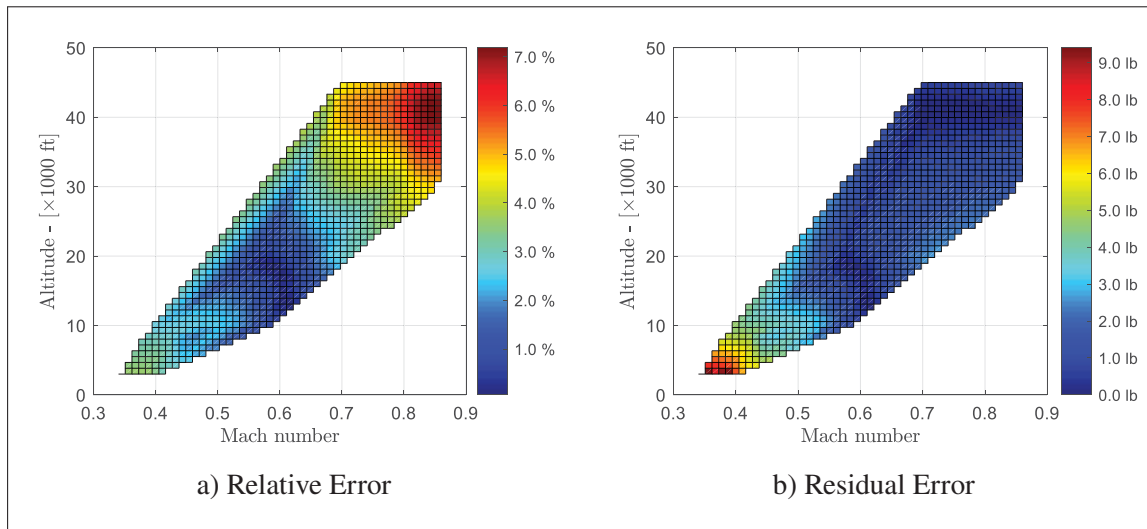 50
40
30
20
10
0
Altitude - [×1000 ft]
0.3 0.4 0.5 0.6 0.7 0.8 0.9
Mach number
7.0 %
6.0 %
5.0 %
4.0 %
3.0 %
2.0 %
1.0 %
a) Relative Error
50
40
30
20
10
0
Altitude - [×1000 ft]
0.3 0.4 0.5 0.6 0.7 0.8 0.9
Mach number
9.0 lb
8.0 lb
7.0 lb
6.0 lb
5.0 lb
4.0 lb
3.0 lb
2.0 lb
1.0 lb
0.0 lb
b) Residual Error